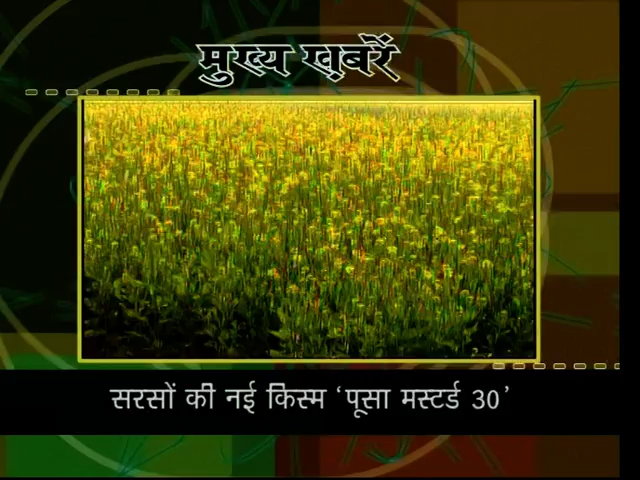 मुख्य ख़बरें
सरसों की नई किस्म ‘पूसा मस्टर्ड 30’